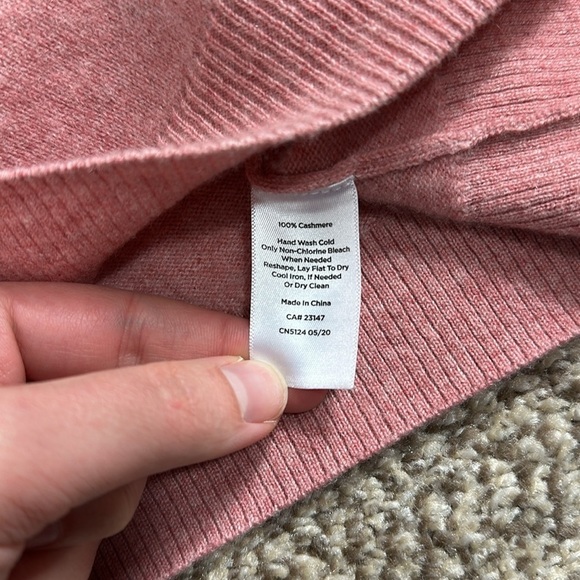 100% Cashmere
Hand Wash Cold
Only Non-Chlorine Bleach
When Needed
Reshape, Lay Flat To Dry
Cool Iron, If Needed
Or Dry Clean
Made in China
CA# 23147
CN5124 05/20